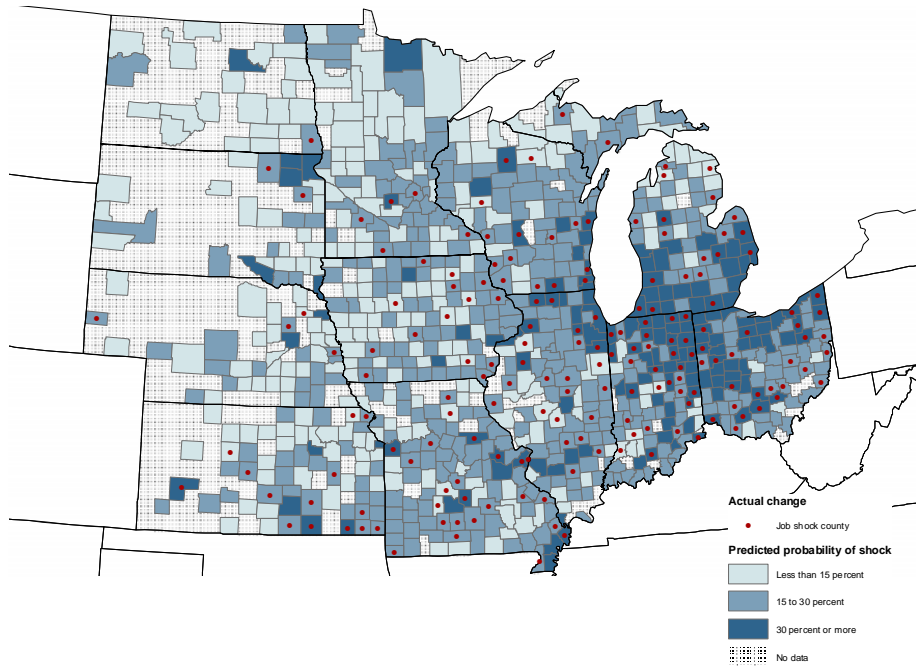 Actual change
Job shock county
Predicted probability of shock
Less than 15 percent
15 to 30 percent
30 percent or more
No data